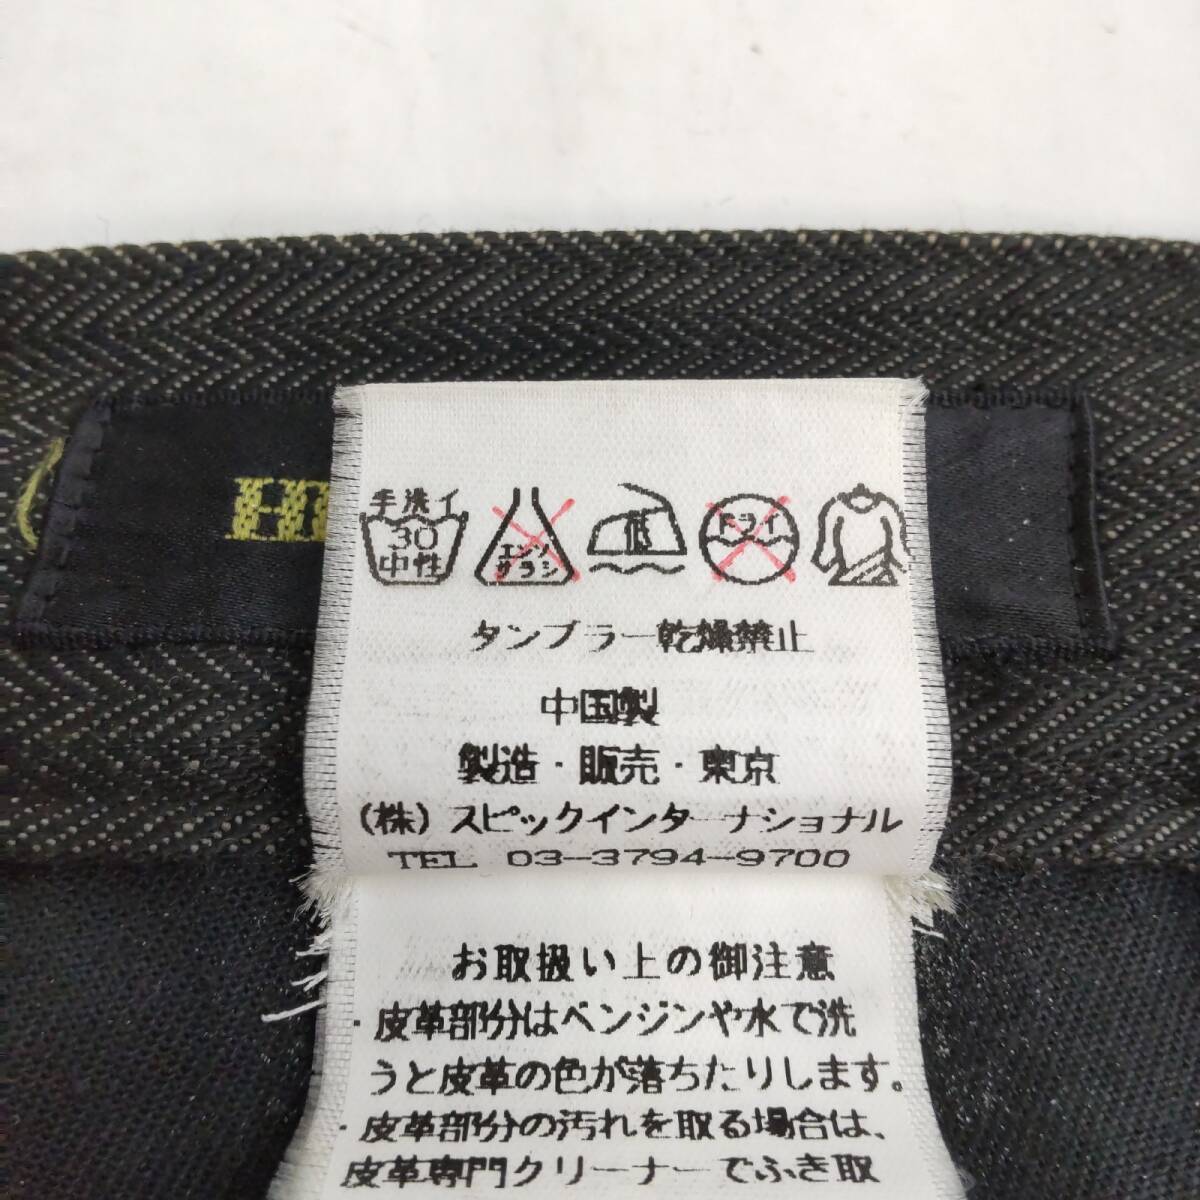 手洗イ
30
中性
エンソ
サラシ
低
ドライ
タンブラー乾燥禁止
中国製
製造・販売・東京
(株)スピックインターナショナル
TEL 03-3794-9700
お取扱い上の御注意
・皮革部分はベンジンや水で洗
うと皮革の色が落ちたりします。
・皮革部分の汚れを取る場合は、
皮革専門クリーナーでふき取